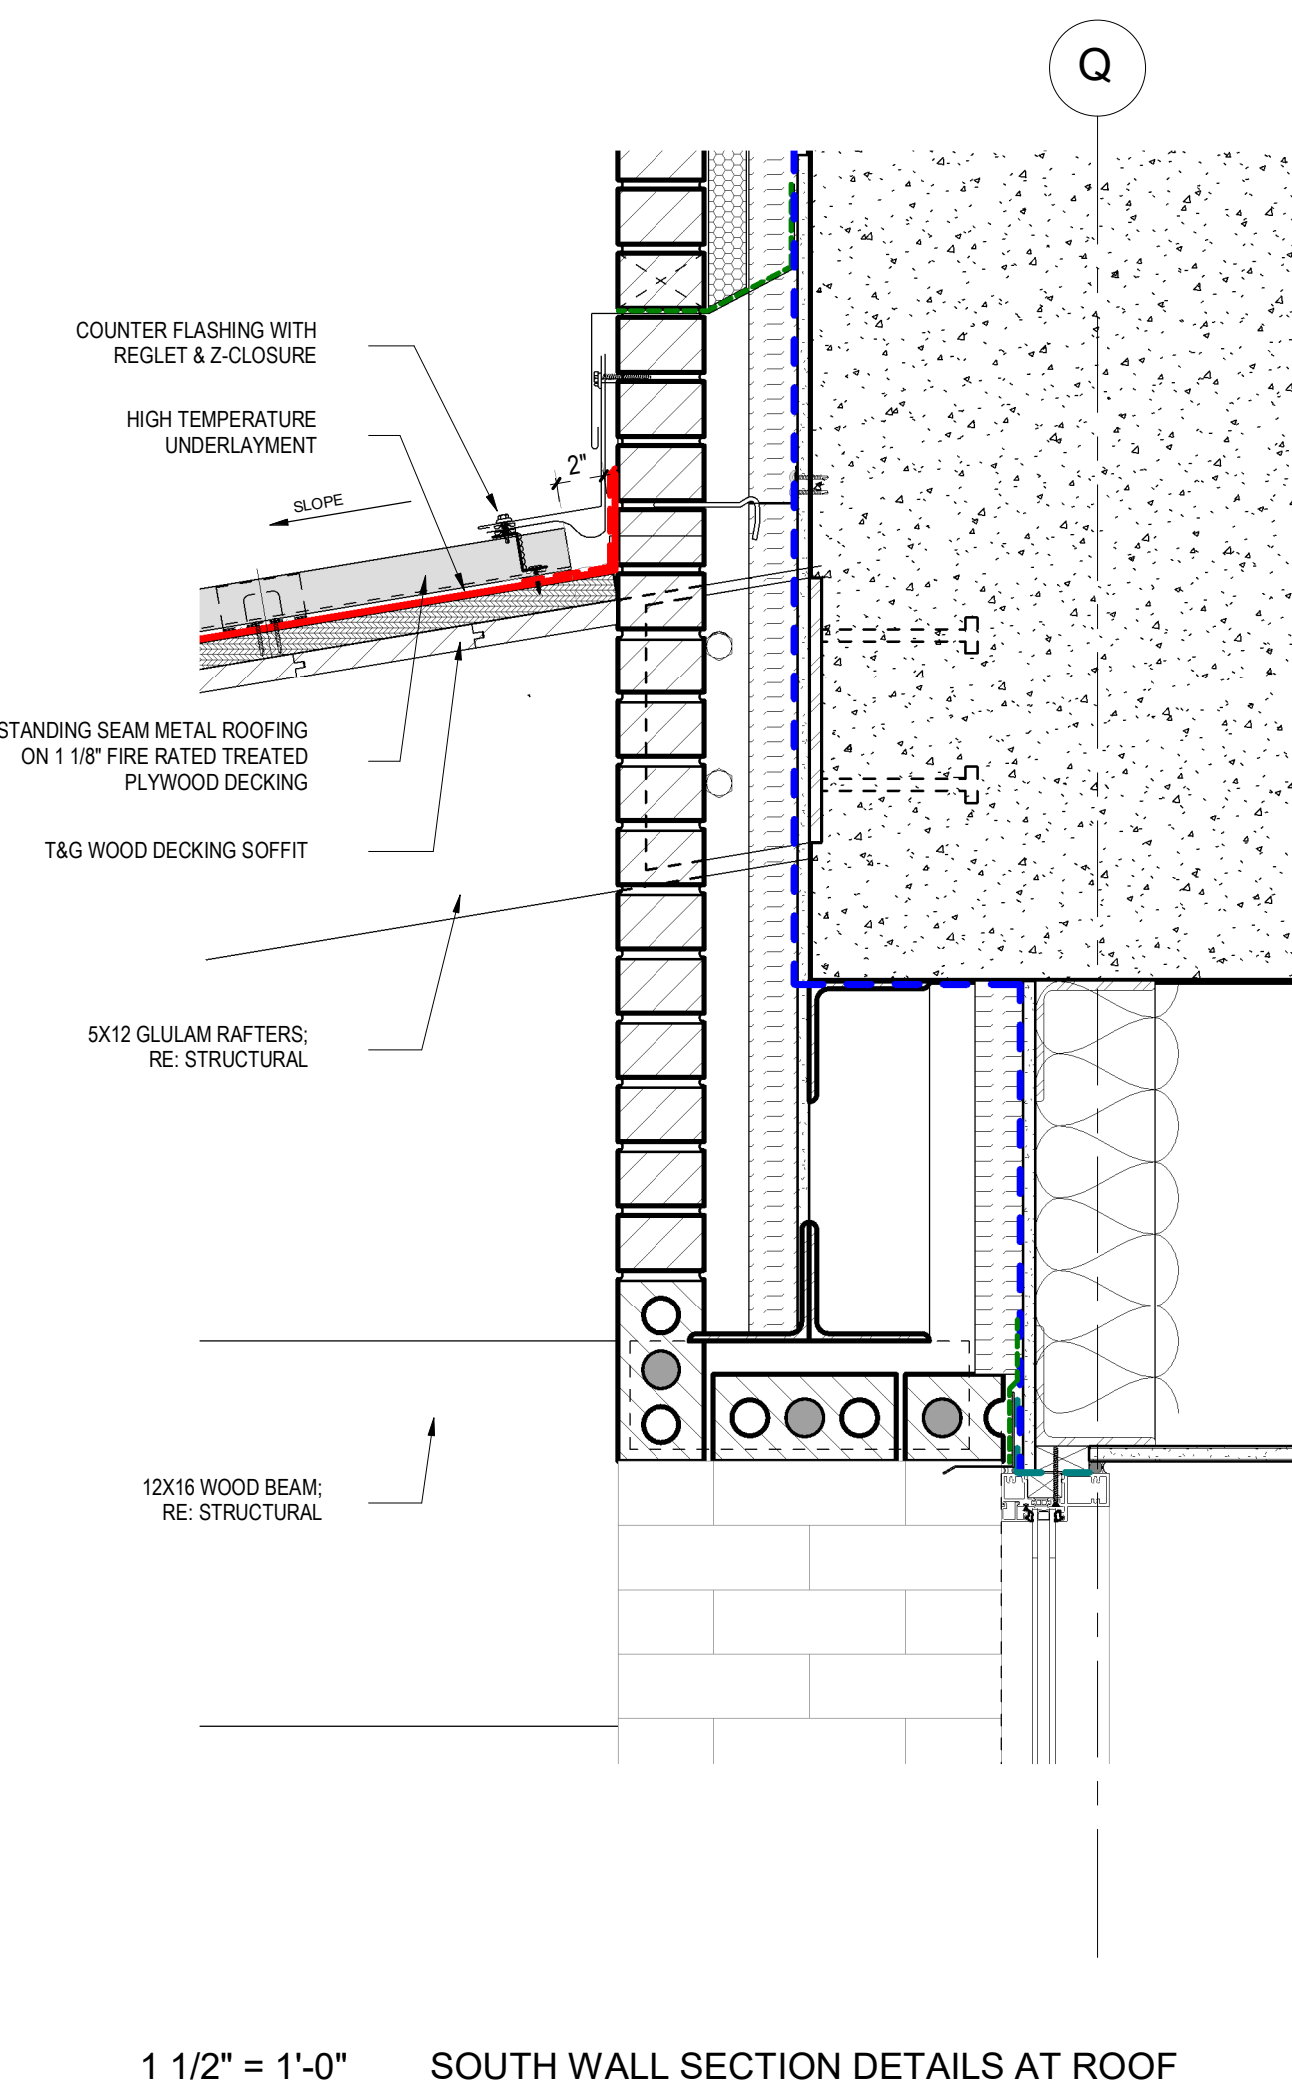 Q
COUNTER FLASHING WITH
REGLET & Z-CLOSURE
HIGH TEMPERATURE
UNDERLAYMENT
2"
SLOPE
STANDING SEAM METAL ROOFING
ON 1 1/8" FIRE RATED TREATED
PLYWOOD DECKING
T&G WOOD DECKING SOFFIT
5X12 GLULAM RAFTERS;
RE: STRUCTURAL
12X16 WOOD BEAM;
RE: STRUCTURAL
1 1/2" = 1'-0" SOUTH WALL SECTION DETAILS AT ROOF